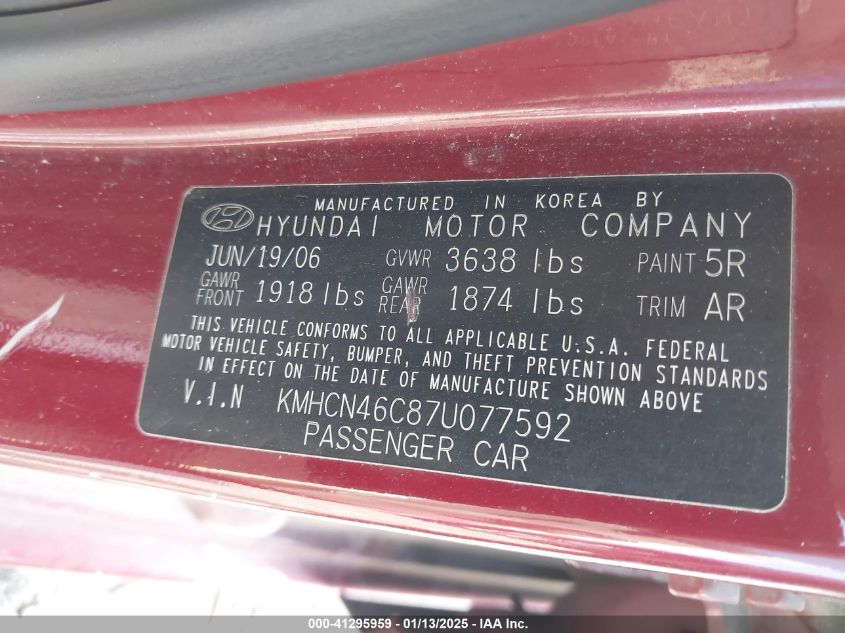 MANUFACTURED IN KOREA BY
HYUNDAI MOTOR COMPANY
JUN/19/06 GVWR 3638 lbs PAINT 5R
GAWR FRONT 1918 lbs GAWR REAR 1874 lbs TRIM AR
THIS VEHICLE CONFORMS TO ALL APPLICABLE U.S.A. FEDERAL
MOTOR VEHICLE SAFETY, BUMPER, AND THEFT PREVENTION STANDARDS
IN EFFECT ON THE DATE OF MANUFACTURE SHOWN ABOVE
V.I.N KMHCN46C87U077592
PASSENGER CAR
000-41295959 — 01/13/2025 — IAA Inc.